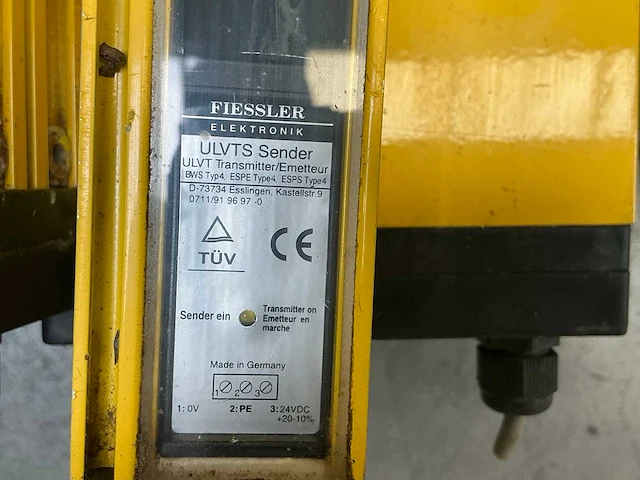 FIESSLER
ELEKTRONIK
ULVTS Sender
ULVT Transmitter/Emetteur
BWS Typ4, ESPE Type4, ESPS Type4
D-73734 Esslingen, Kastellstr.9
0711/91 96 97 -0
TÜV
CE
Sender ein
Transmitter on
Emetteur en
marche
Made in Germany
1 2 3
1: 0V 2: PE 3: 24VDC
+20-10%